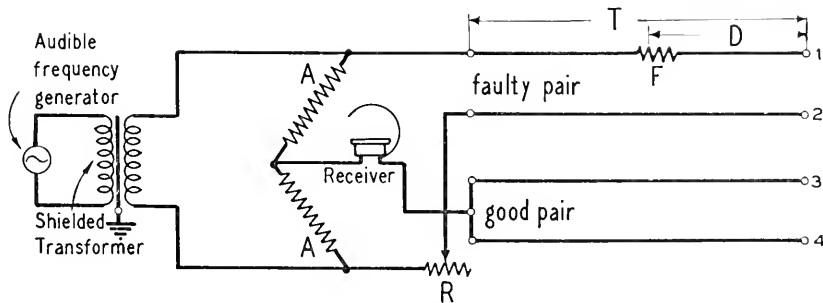 Audible
frequency
generator
Shielded
Transformer
A
A
Receiver
R
T
D
F
faulty pair
good pair
1
2
3
4